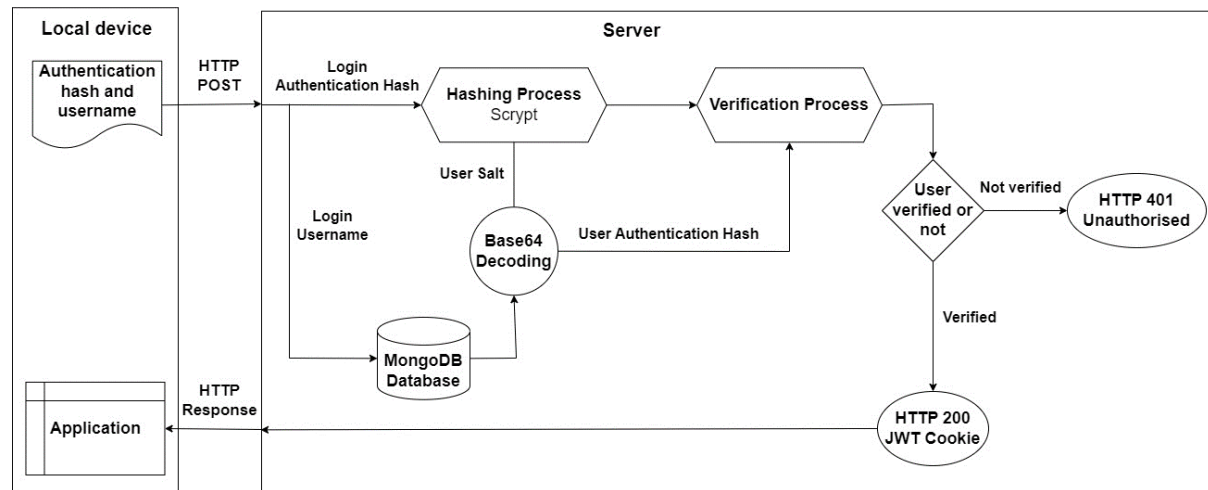 Local device
Server
Authentication
hash and
username
HTTP
POST
Login
Authentication Hash
Hashing Process
Scrypt
Verification Process
User Salt
Login
Username
Base64
Decoding
User Authentication Hash
User
verified or
not
Not verified
HTTP 401
Unauthorised
Verified
MongoDB
Database
HTTP
Response
Application
HTTP 200
JWT Cookie